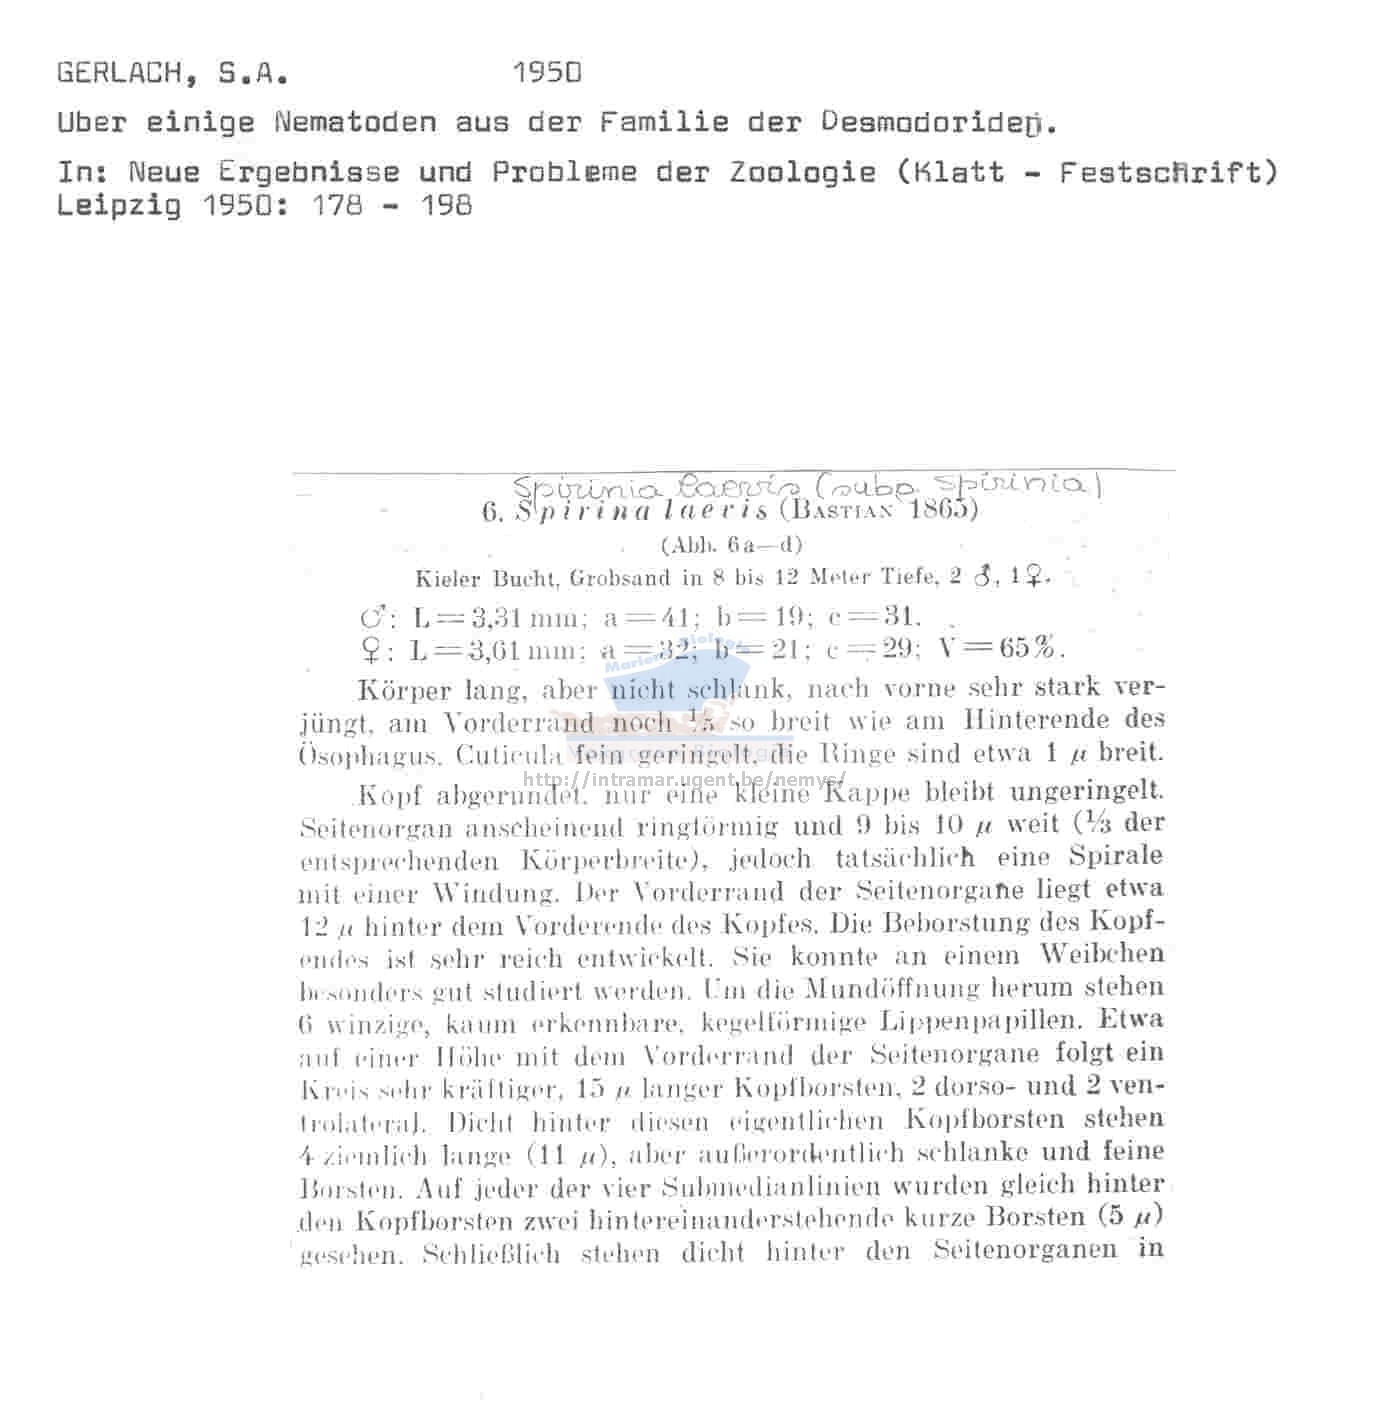 GERLACH, S.A. 1950
Uber einige Nematoden aus der Familie der Desmodoriden.
In: Neue Ergebnisse und Probleme der Zoologie (Klatt - Festschrift)
Leipzig 1950: 178 - 198
Spirinia laevis (subg. Spirinia)
6. Spirina laevis (BASTIAN 1865)
(Abb. 6a—d)
Kieler Bucht, Grobsand in 8 bis 12 Meter Tiefe, 2 ♂, 1♀.
♂: L = 3,31 mm; a = 41; b = 19; c = 31.
♀: L = 3,61 mm; a = 32; b = 21; c = 29; V = 65%.
Körper lang, aber nicht schlank, nach vorne sehr stark ver-
jüngt, am Vorderrand noch ⅕ so breit wie am Hinterende des
Ösophagus. Cuticula fein geringelt, die Ringe sind etwa 1 µ breit.
http://intramar.ugent.be/nemys/
Kopf abgerundet, nur eine kleine Kappe bleibt ungeringelt.
Seitenorgan anscheinend ringförmig und 9 bis 10 µ weit (⅓ der
entsprechenden Körperbreite), jedoch tatsächlich eine Spirale
mit einer Windung. Der Vorderrand der Seitenorgane liegt etwa
12 µ hinter dem Vorderende des Kopfes. Die Beborstung des Kopf-
endes ist sehr reich entwickelt. Sie konnte an einem Weibchen
besonders gut studiert werden. Um die Mundöffnung herum stehen
6 winzige, kaum erkennbare, kegelförmige Lippenpapillen. Etwa
auf einer Höhe mit dem Vorderrand der Seitenorgane folgt ein
Kreis sehr kräftiger, 15 µ langer Kopfborsten, 2 dorso- und 2 ven-
trolateral. Dicht hinter diesen eigentlichen Kopfborsten stehen
4 ziemlich lange (11 µ), aber außerordentlich schlanke und feine
Borsten. Auf jeder der vier Submedianlinien wurden gleich hinter
den Kopfborsten zwei hintereinanderstehende kurze Borsten (5 µ)
gesehen. Schließlich stehen dicht hinter den Seitenorganen in